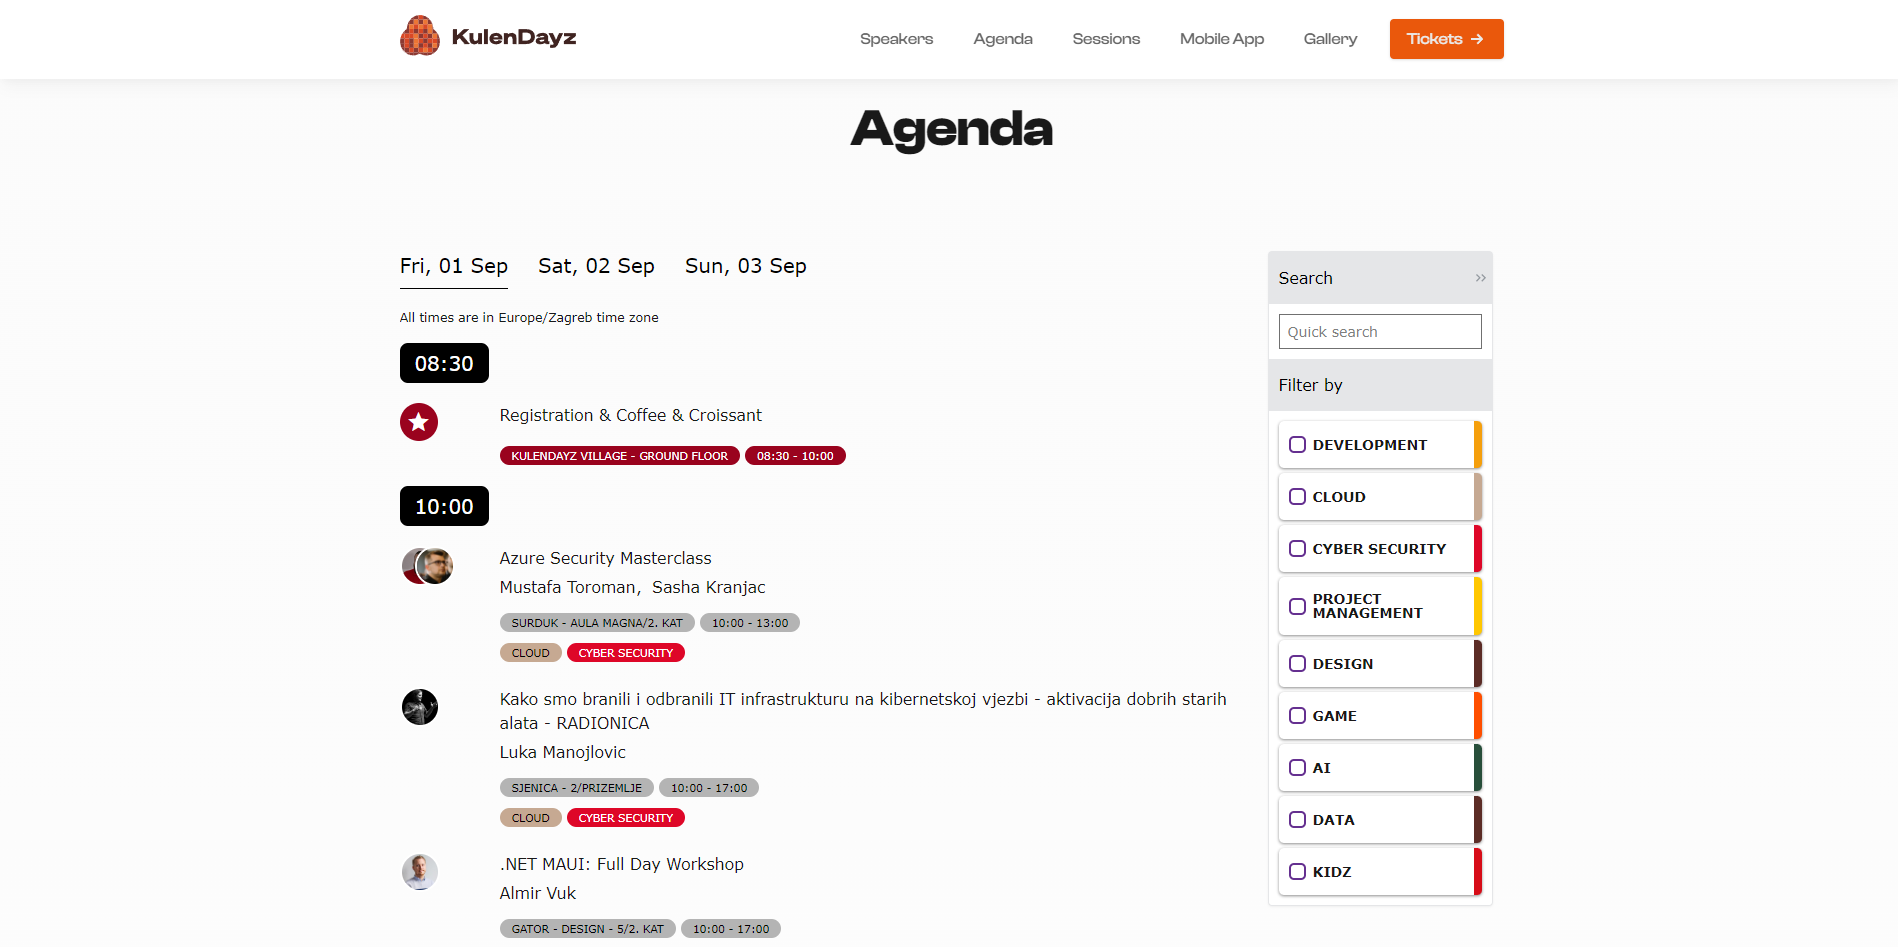 KulenDayz
Speakers
Agenda
Sessions
Mobile App
Gallery
Tickets →
Agenda
Fri, 01 Sep
Sat, 02 Sep
Sun, 03 Sep
All times are in Europe/Zagreb time zone
08:30
Registration & Coffee & Croissant
KULENDAYZ VILLAGE - GROUND FLOOR
08:30 - 10:00
10:00
Azure Security Masterclass
Mustafa Toroman, Sasha Kranjac
SURDUK - AULA MAGNA/2. KAT
10:00 - 13:00
CLOUD
CYBER SECURITY
Kako smo branili i odbranili IT infrastrukturu na kibernetskoj vjezbi - aktivacija dobrih starih
alata - RADIONICA
Luka Manojlovic
SJENICA - 2/PRIZEMLJE
10:00 - 17:00
CLOUD
CYBER SECURITY
.NET MAUI: Full Day Workshop
Almir Vuk
GATOR - DESIGN - 5/2. KAT
10:00 - 17:00
Search
Quick search
Filter by
DEVELOPMENT
CLOUD
CYBER SECURITY
PROJECT
MANAGEMENT
DESIGN
GAME
AI
DATA
KIDZ